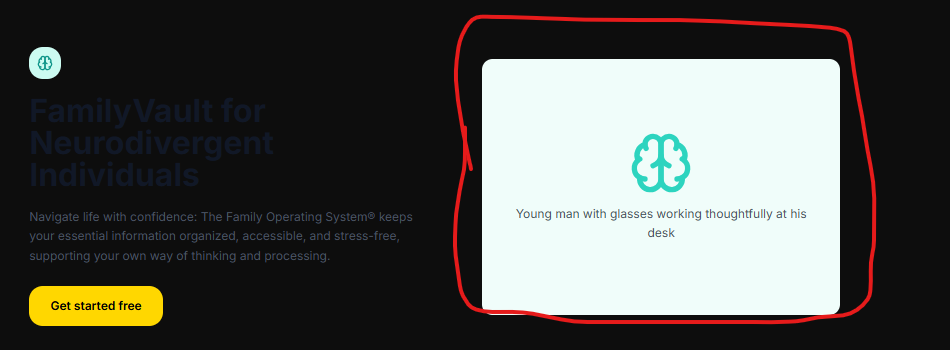 FamilyVault for
Neurodivergent
Individuals
Navigate life with confidence: The Family Operating System® keeps
your essential information organized, accessible, and stress-free,
supporting your own way of thinking and processing.
Get started free
Young man with glasses working thoughtfully at his
desk